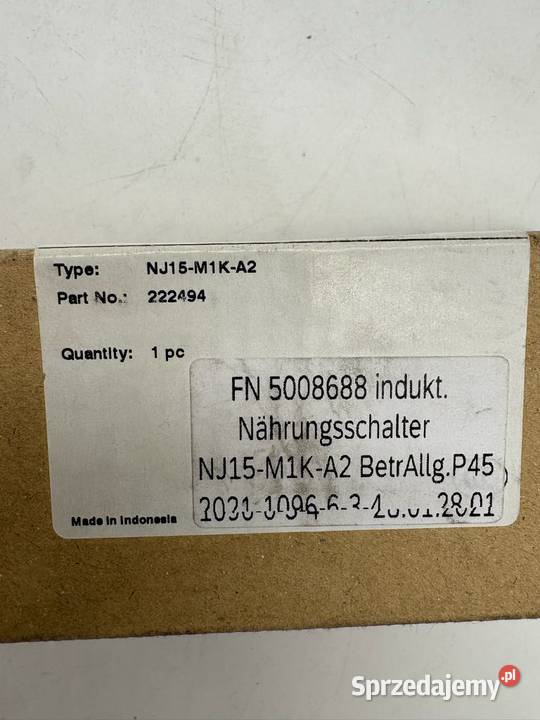 Type: NJ15-M1K-A2
Part No.: 222494
Quantity: 1 pc
FN 5008688 indukt.
Nährungsschalter
NJ15-M1K-A2 BetrAllg.P45
Made in Indonesia
Sprzedajemy.pl